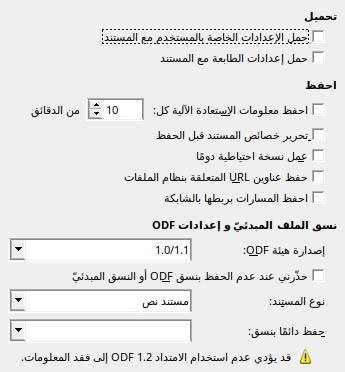 تحميل
حمل الإعدادات الخاصة بالمستخدم مع المستند
حمل إعدادات الطابعة مع المستند
احفظ
احفظ معلومات الإستعادة الآلية كل: 10 من الدقائق
تحرير خصائص المستند قبل الحفظ
عمل نسخة احتياطية دومًا
حفظ عناوين URL المتعلقة بنظام الملفات
احفظ المسارات بربطها بالشابكة
نسق الملف المبدئيّ و إعدادات ODF
إصدارة هيئة ODF: 1.0/1.1
حذّرني عند عدم الحفظ بنسق ODF أو النسق المبدئيّ
نوع المستند: مستند نص
حفظ دائمًا بنسق:
قد يؤدي عدم استخدام الامتداد ODF 1.2 إلى فقد المعلومات.